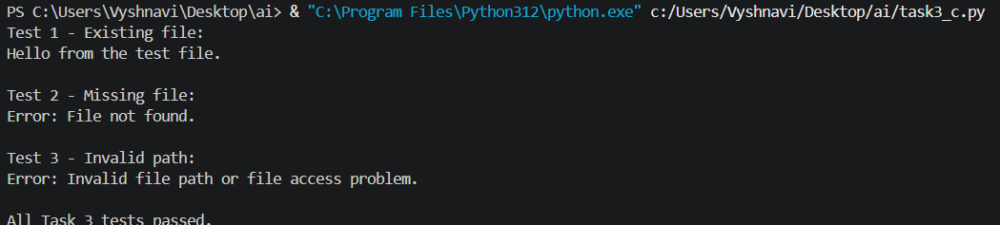 PS C:\Users\Vyshnavi\Desktop\ai> & "C:\Program Files\Python312\python.exe" c:/Users/Vyshnavi/Desktop/ai/task3_c.py
Test 1 - Existing file:
Hello from the test file.
Test 2 - Missing file:
Error: File not found.
Test 3 - Invalid path:
Error: Invalid file path or file access problem.
All Task 3 tests passed.